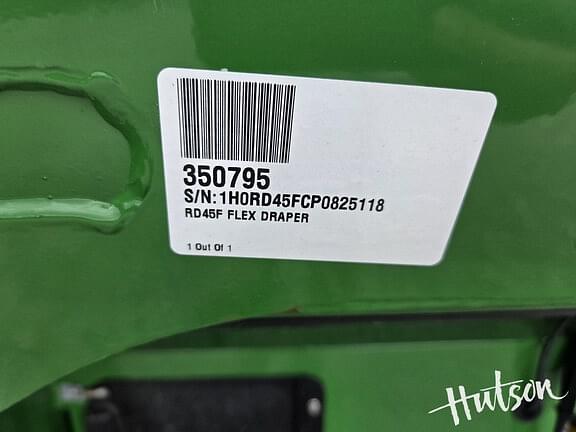 350795
S/N:1H0RD45FCP0825118
RD45F FLEX DRAPER
1 Out Of 1
Hutson